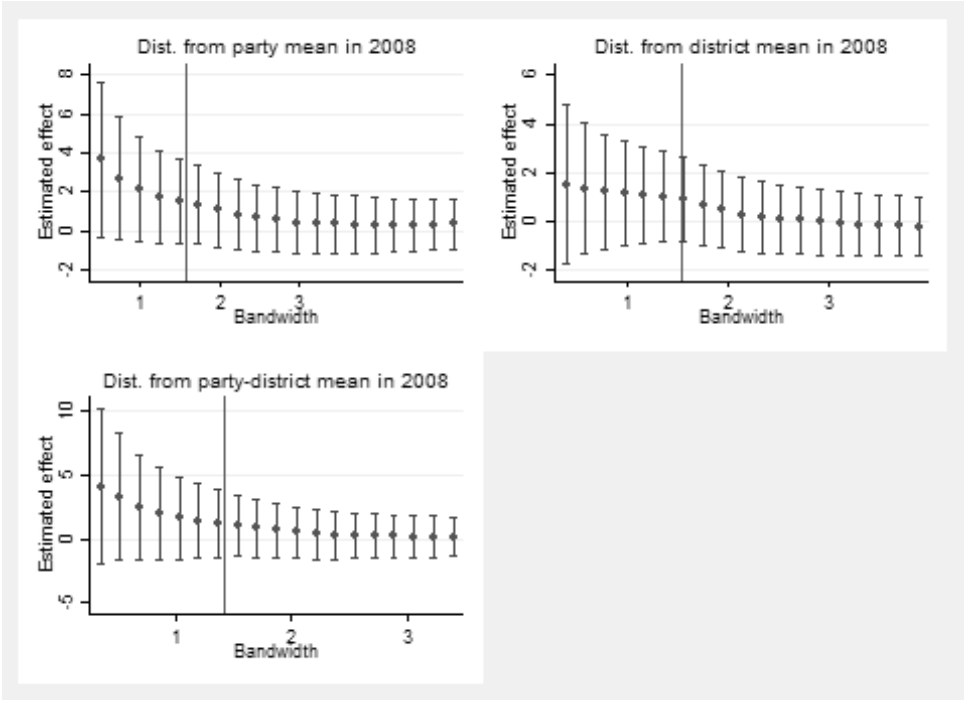 Dist. from party mean in 2008
Estimated effect
8
6
4
2
0
-2
1
2
3
Bandwidth
Dist. from district mean in 2008
Estimated effect
6
4
2
0
-2
1
2
3
Bandwidth
Dist. from party-district mean in 2008
Estimated effect
10
5
0
-5
1
2
3
Bandwidth